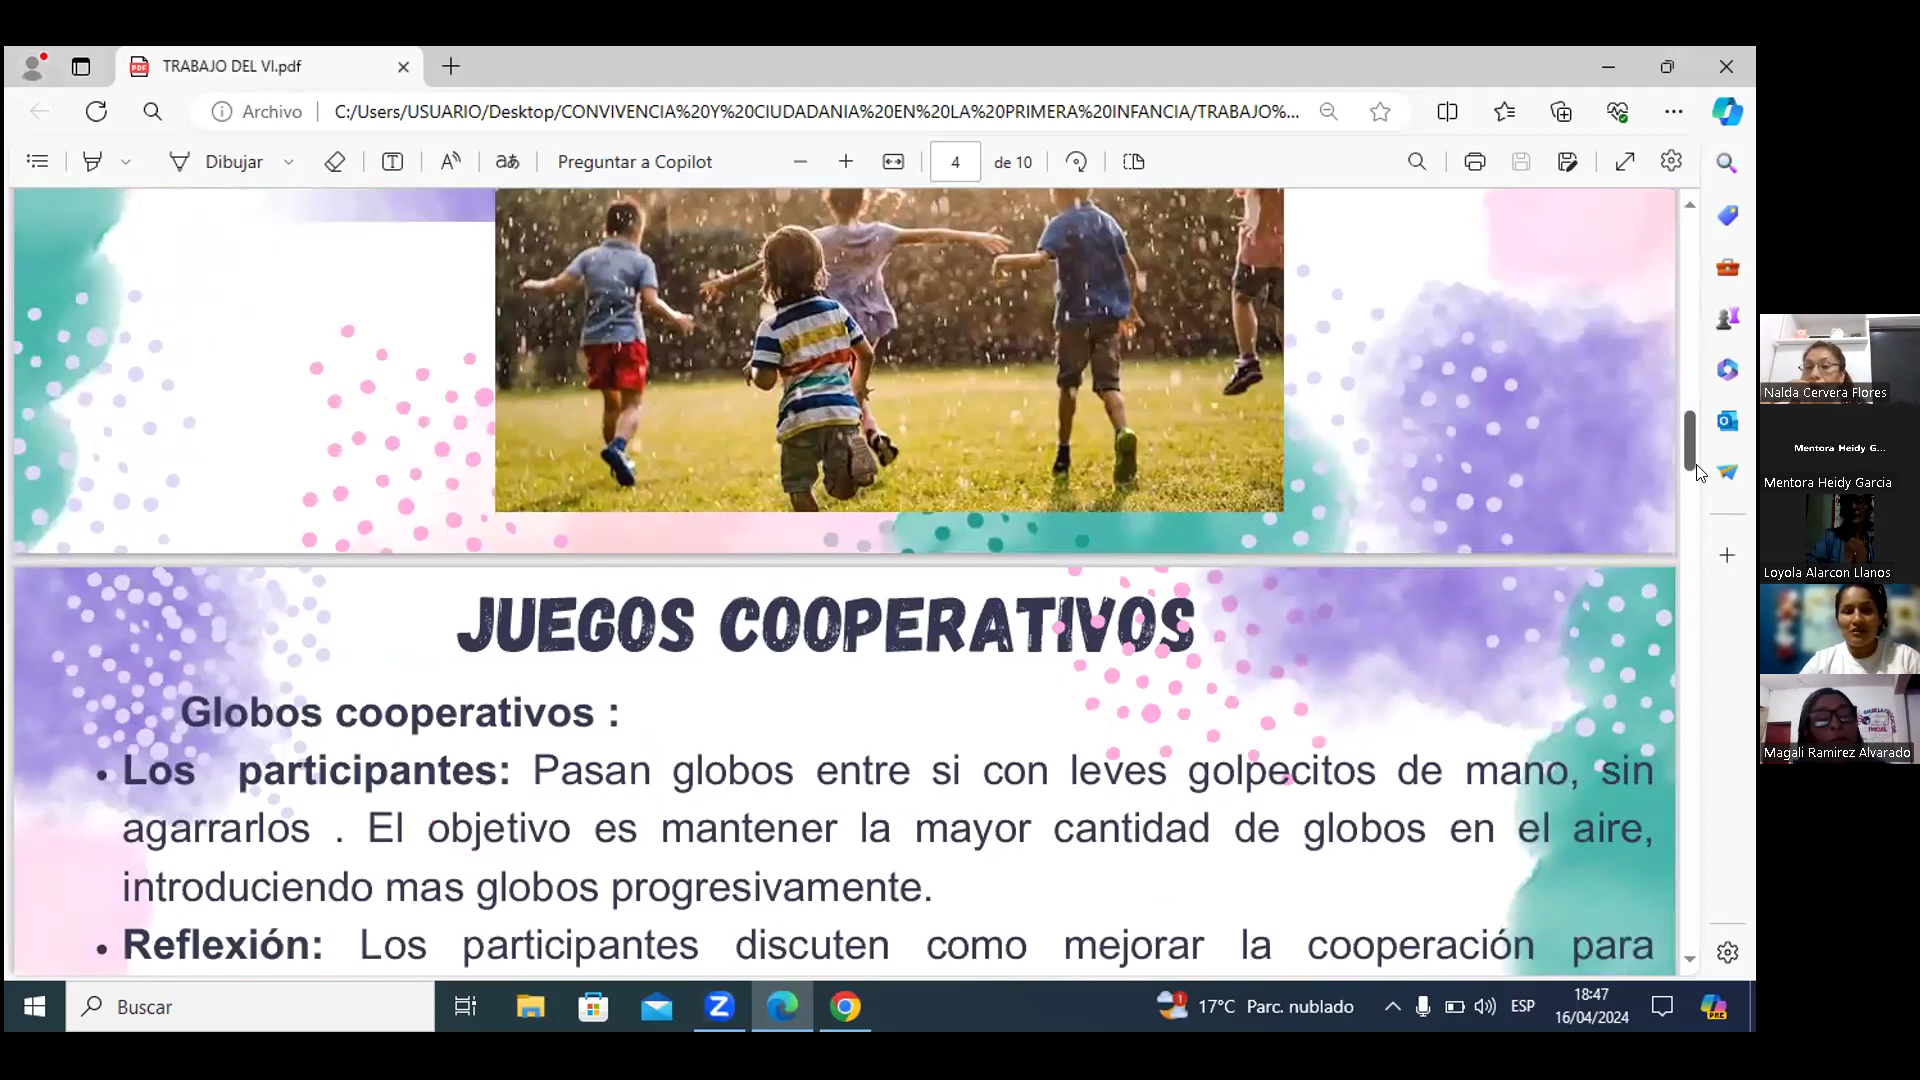 TRABAJO DEL VI.pdf
Archivo
C:/Users/USUARIO/Desktop/CONVIVENCIA%20Y%20CIUDADANIA%20EN%20LA%20PRIMERA%20INFANCIA/TRABAJO%...
Dibujar
Preguntar a Copilot
4 de 10
JUEGOS COOPERATIVOS
Globos cooperativos :
• Los participantes: Pasan globos entre si con leves golpecitos de mano, sin
agarrarlos . El objetivo es mantener la mayor cantidad de globos en el aire,
introduciendo mas globos progresivamente.
• Reflexión: Los participantes discuten como mejorar la cooperación para
Nalda Cervera Flores
Mentora Heidy G...
Mentora Heidy Garcia
Loyola Alarcon Llanos
Magali Ramirez Alvarado
Buscar
17°C Parc. nublado
ESP
18:47
16/04/2024